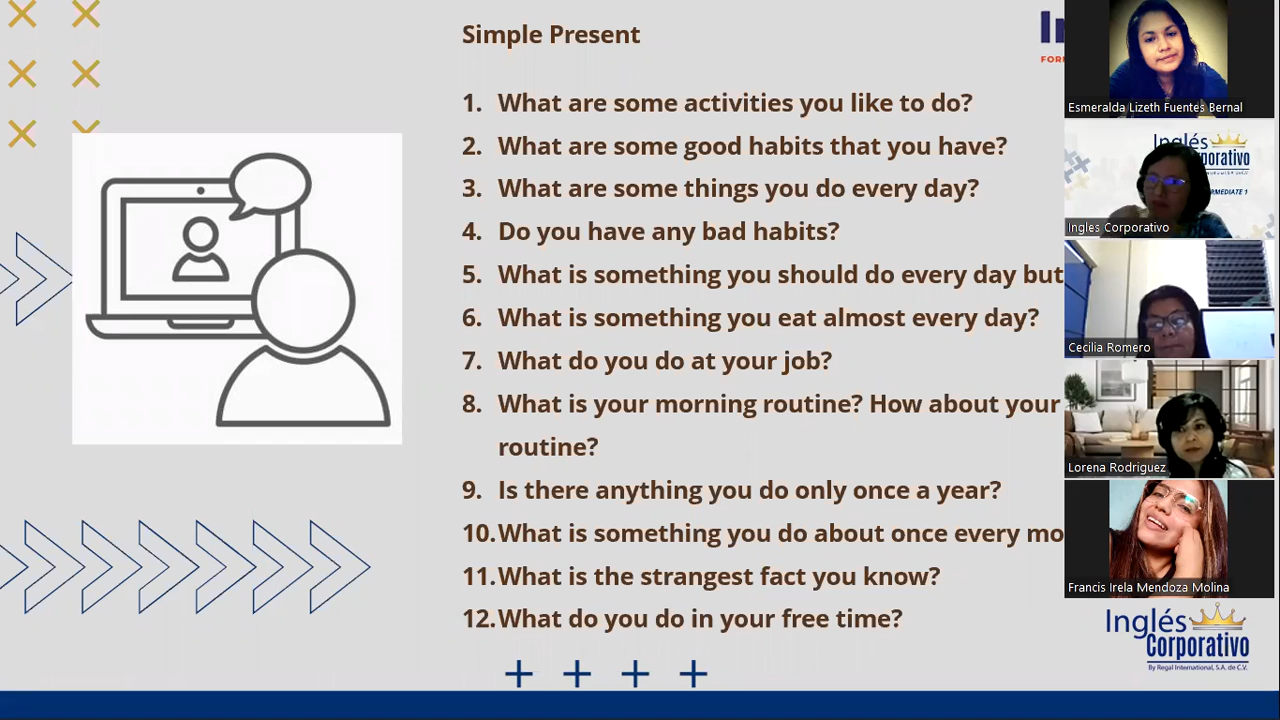 Simple Present
1. What are some activities you like to do?
2. What are some good habits that you have?
3. What are some things you do every day?
4. Do you have any bad habits?
5. What is something you should do every day but
6. What is something you eat almost every day?
7. What do you do at your job?
8. What is your morning routine? How about your
routine?
9. Is there anything you do only once a year?
10. What is something you do about once every mo
11. What is the strangest fact you know?
12. What do you do in your free time?
Esmeralda Lizeth Fuentes Bernal
Inglés
orporativo
Ingles Corporativo
Cecilia Romero
Lorena Rodriguez
Francis Irela Mendoza Molina
Inglés
Corporativo
By Regal International, S.A. de C.V.